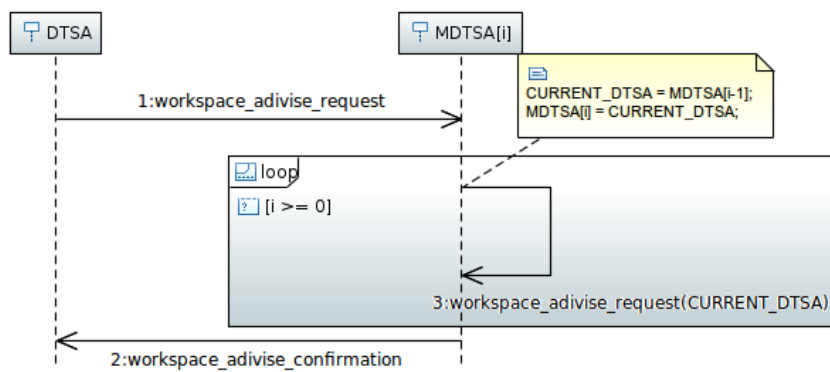 DTSA
MDTSA[i]
CURRENT_DTSA = MDTSA[i-1];
MDTSA[i] = CURRENT_DTSA;
1:workspace_adivise_request
loop
[i >= 0]
3:workspace_adivise_request(CURRENT_DTSA)
2:workspace_adivise_confirmation